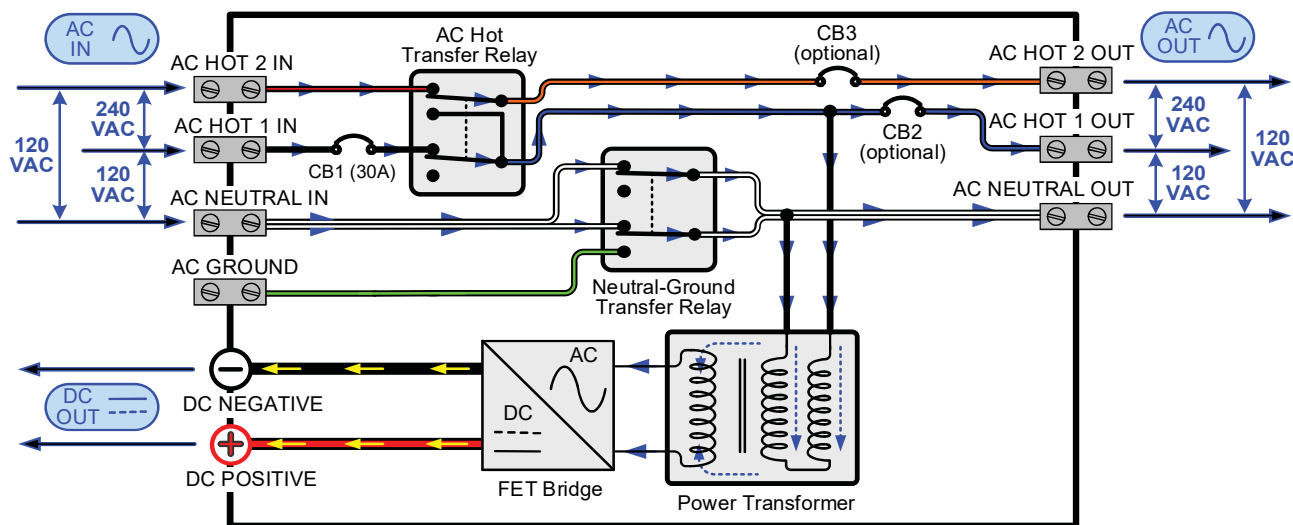 AC
IN
AC Hot
Transfer Relay
CB3
(optional)
AC
OUT
AC HOT 2 IN
AC HOT 2 OUT
240
VAC
AC HOT 1 IN
120
VAC
120
VAC
CB1 (30A)
CB2
(optional)
AC HOT 1 OUT
240
VAC
120
VAC
120
VAC
AC NEUTRAL IN
AC NEUTRAL OUT
AC GROUND
Neutral-Ground
Transfer Relay
DC NEGATIVE
DC
OUT
DC POSITIVE
AC
DC
FET Bridge
Power Transformer